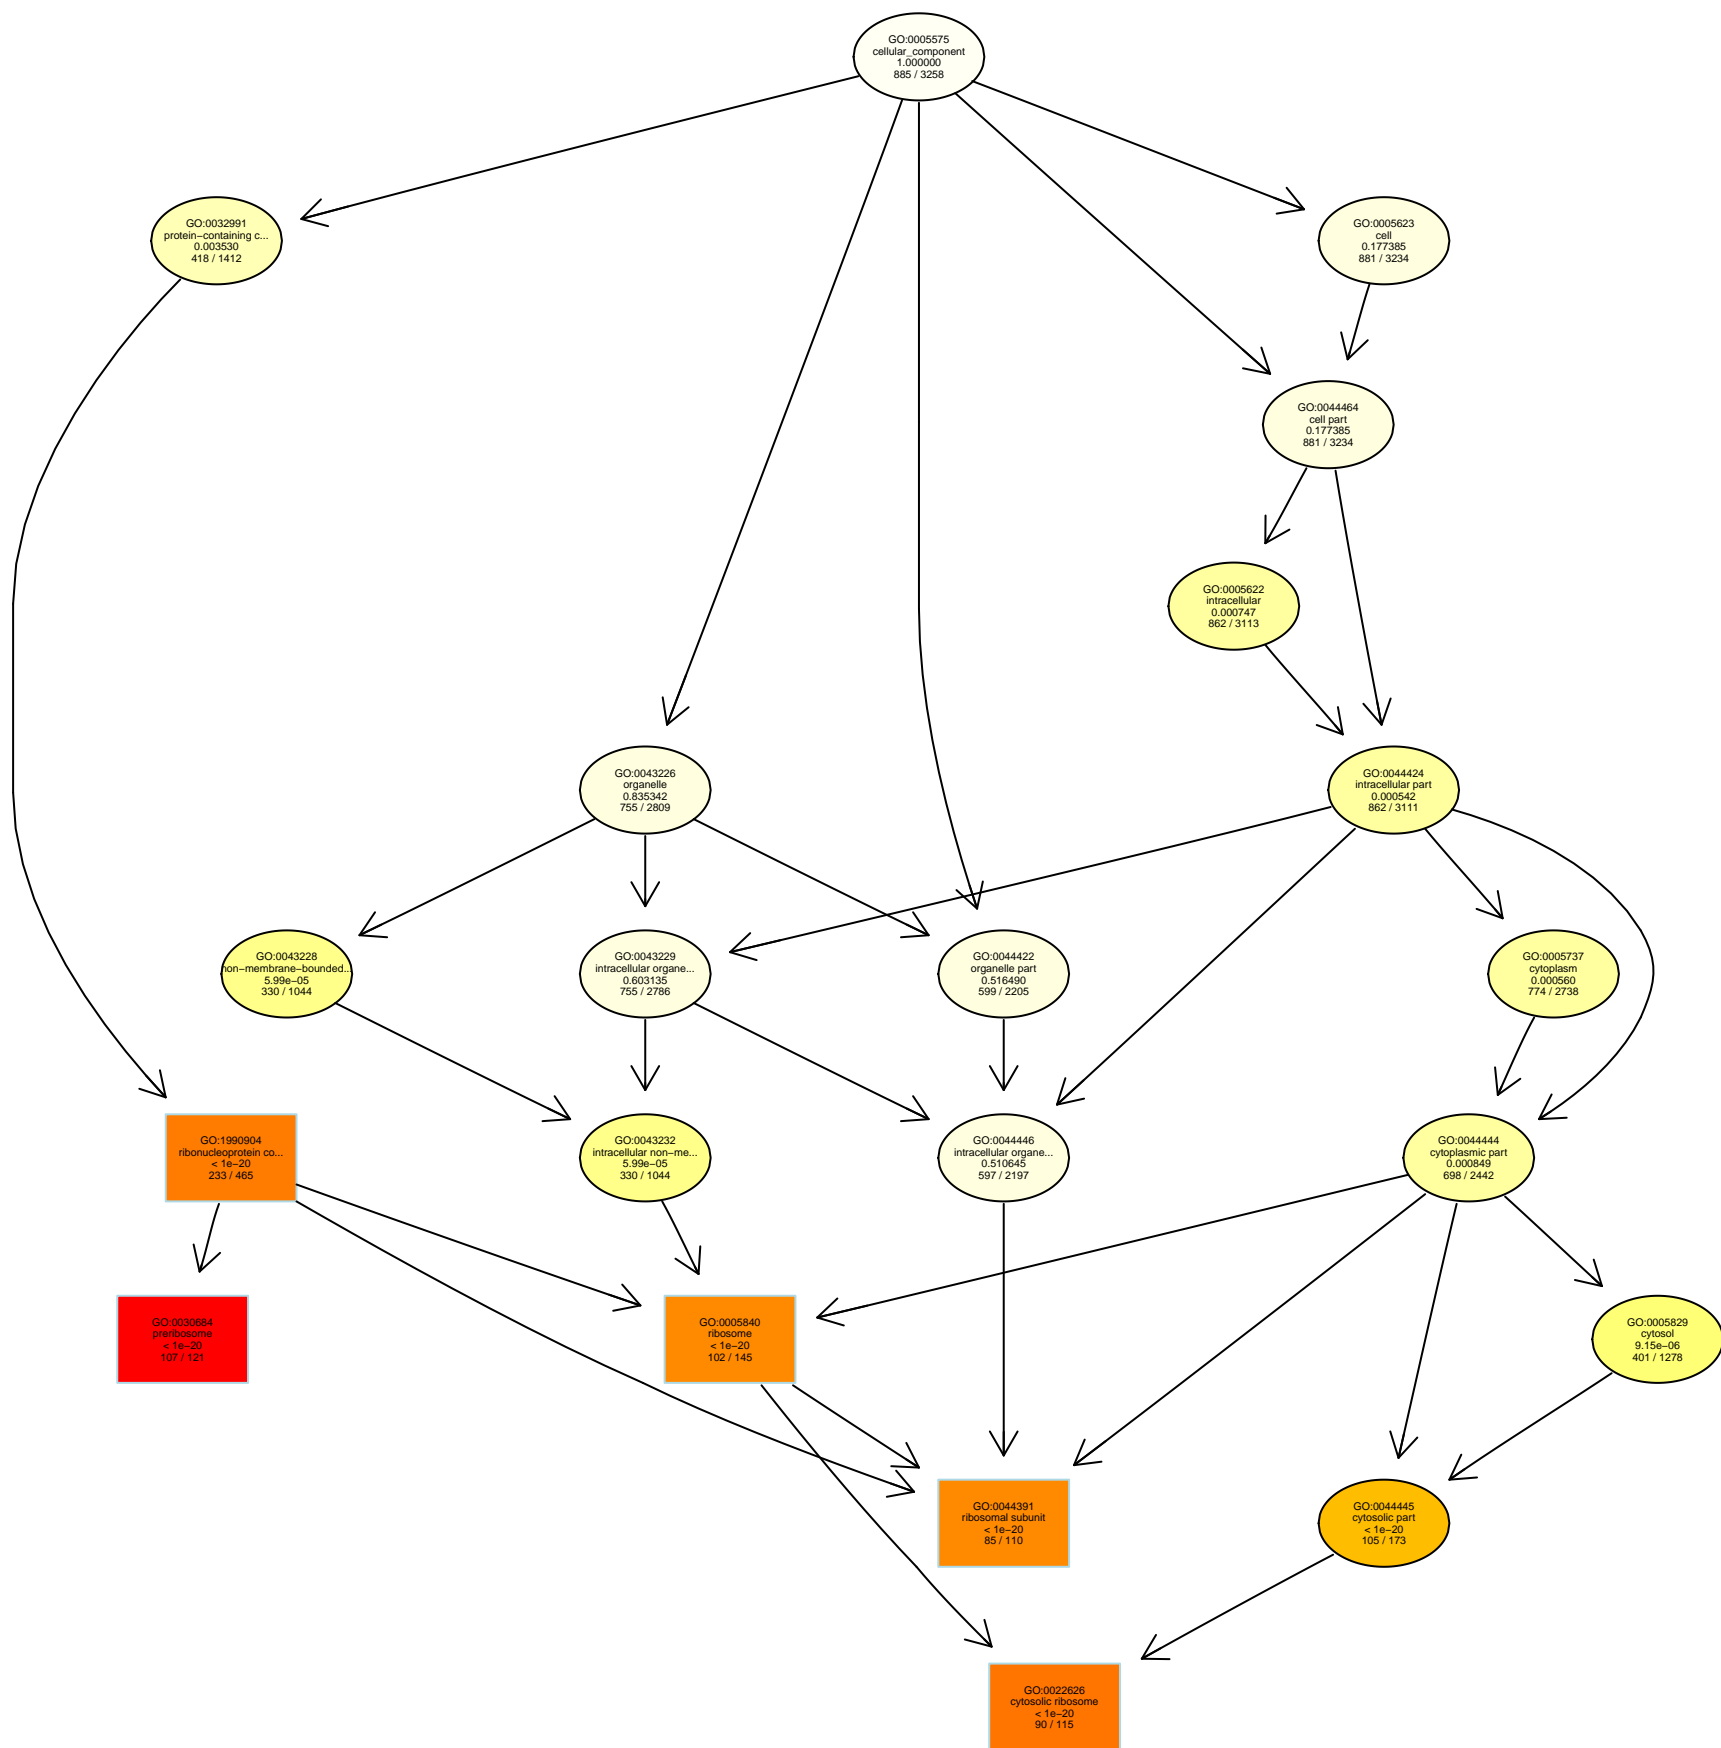 GO:0005575
cellular_component
1.000000
885 / 3258
GO:0032991
protein−containing c...
0.003530
418 / 1412
GO:0005623
cell
0.177385
881 / 3234
GO:0044464
cell part
0.177385
881 / 3234
GO:0005622
intracellular
0.000747
862 / 3113
GO:0043226
organelle
0.835342
755 / 2809
GO:0044424
intracellular part
0.000542
862 / 3111
GO:0043228
non−membrane−bounded...
5.99e−05
330 / 1044
GO:0043229
intracellular organe...
0.603135
755 / 2786
GO:0044422
organelle part
0.516490
599 / 2205
GO:0005737
cytoplasm
0.000560
774 / 2738
GO:1990904
ribonucleoprotein co...
< 1e−20
233 / 465
GO:0043232
intracellular non−me...
5.99e−05
330 / 1044
GO:0044446
intracellular organe...
0.510645
597 / 2197
GO:0044444
cytoplasmic part
0.000849
698 / 2442
GO:0030684
preribosome
< 1e−20
107 / 121
GO:0005840
ribosome
< 1e−20
102 / 145
GO:0005829
cytosol
9.15e−06
401 / 1278
GO:0044391
ribosomal subunit
< 1e−20
85 / 110
GO:0044445
cytosolic part
< 1e−20
105 / 173
GO:0022626
cytosolic ribosome
< 1e−20
90 / 115